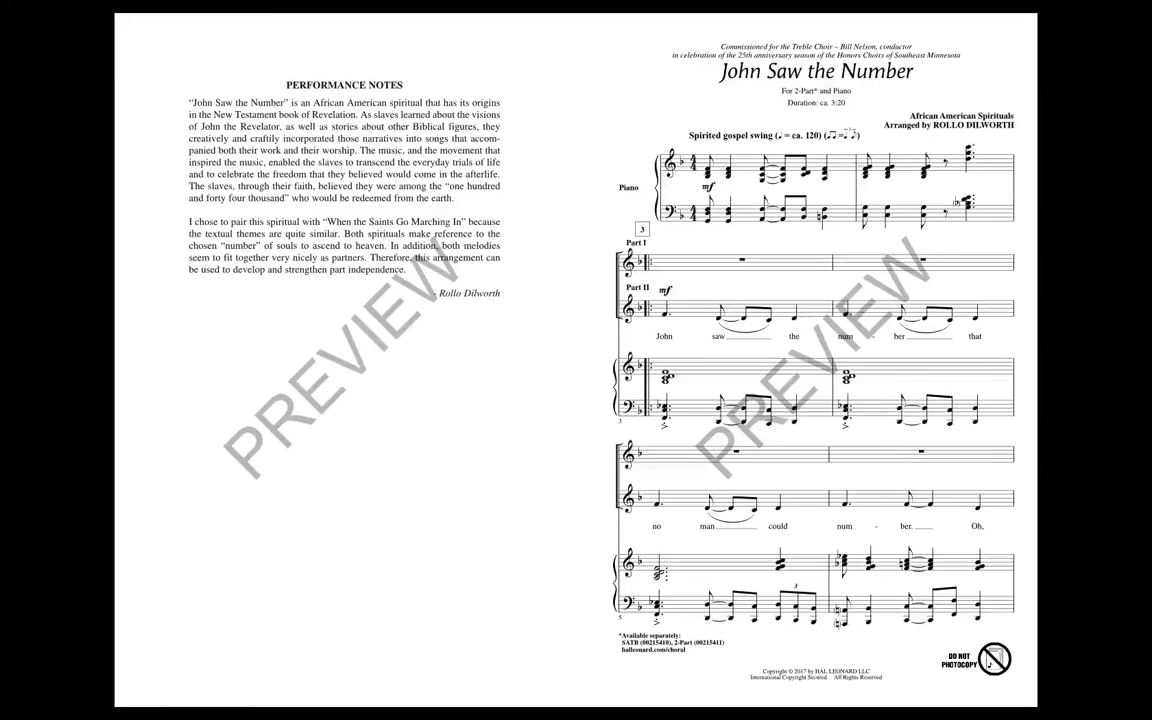 PERFORMANCE NOTES
“John Saw the Number” is an African American spiritual that has its origins
in the New Testament book of Revelation. As slaves learned about the visions
of John the Revelator, as well as stories about other Biblical figures, they
creatively and craftily incorporated those narratives into songs that accom-
panied both their work and their worship. The music, and the movement that
inspired the music, enabled the slaves to transcend the everyday trials of life
and to celebrate the freedom that they believed would come in the afterlife.
The slaves, through their faith, believed they were among the “one hundred
and forty four thousand” who would be redeemed from the earth.
I chose to pair this spiritual with “When the Saints Go Marching In” because
the textual themes are quite similar. Both spirituals make reference to the
chosen “number” of souls to ascend to heaven. In addition, both melodies
seem to fit together very nicely as partners. Therefore, this arrangement can
be used to develop and strengthen part independence.
- Rollo Dilworth
PREVIEW
Commissioned for the Treble Choir – Bill Nelson, conductor
in celebration of the 25th anniversary season of the Honors Choirs of Southeast Minnesota
John Saw the Number
For 2-Part* and Piano
Duration: ca. 3:20
African American Spirituals
Arranged by ROLLO DILWORTH
Spirited gospel swing (♩ = ca. 120) (♫ = ♩ ♪)
Piano
mf
3
Part I
Part II
mf
John saw the num - ber that
3
no man could num - ber. Oh,
3
5
PREVIEW
*Available separately:
SATB (00215410), 2-Part (00215411)
halleonard.com/choral
DO NOT
PHOTOCOPY
Copyright © 2017 by HAL LEONARD LLC
International Copyright Secured All Rights Reserved